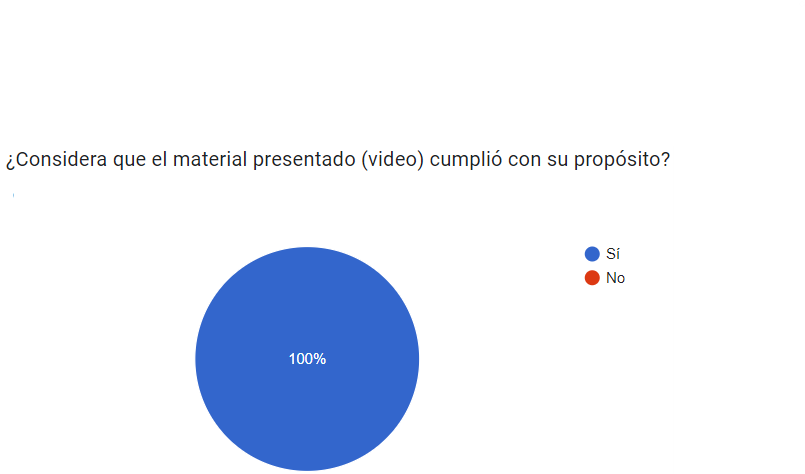 ¿Considera que el material presentado (video) cumplió con su propósito?
Sí
No
100%